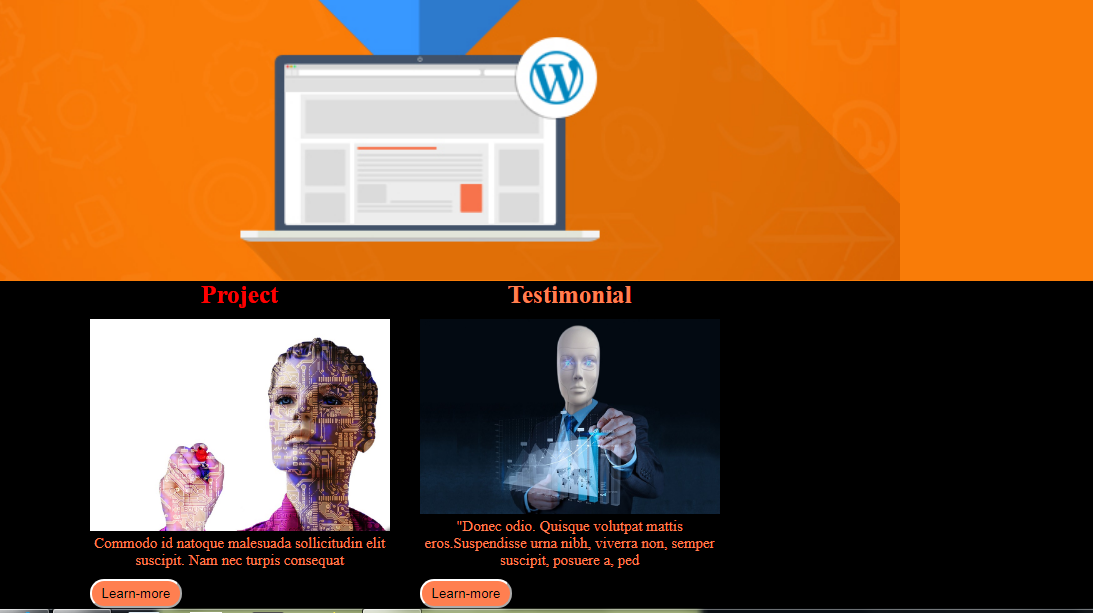 W
Project
Testimonial
Commodo id natoque malesuada sollicitudin elit
suscipit. Nam nec turpis consequat
Learn-more
"Donec odio. Quisque volutpat mattis
eros.Suspendisse urna nibh, viverra non, semper
suscipit, posuere a, ped
Learn-more